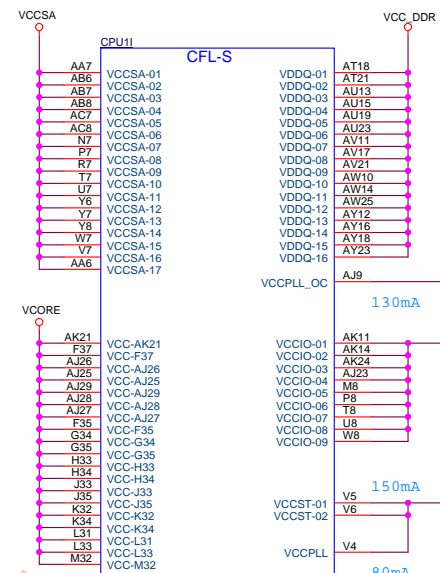 VCCSA
VCC_DDR
CPU1I
CFL-S
AA7 VCCSA-01 VDDQ-01 AT18
AB6 VCCSA-02 VDDQ-02 AT21
AB7 VCCSA-03 VDDQ-03 AU13
AB8 VCCSA-04 VDDQ-04 AU15
AC7 VCCSA-05 VDDQ-05 AU19
AC8 VCCSA-06 VDDQ-06 AU23
N7 VCCSA-07 VDDQ-07 AV11
P7 VCCSA-08 VDDQ-08 AV17
R7 VCCSA-09 VDDQ-09 AV21
T7 VCCSA-10 VDDQ-10 AW10
U7 VCCSA-11 VDDQ-11 AW14
Y6 VCCSA-12 VDDQ-12 AW25
Y7 VCCSA-13 VDDQ-13 AY12
Y8 VCCSA-14 VDDQ-14 AY16
W7 VCCSA-15 VDDQ-15 AY18
V7 VCCSA-16 VDDQ-16 AY23
AA6 VCCSA-17
VCCPLL_OC AJ9
130mA
VCORE
AK21 VCC-AK21 VCCIO-01 AK11
F37 VCC-F37 VCCIO-02 AK14
AJ26 VCC-AJ26 VCCIO-03 AK24
AJ25 VCC-AJ25 VCCIO-04 AJ23
AJ29 VCC-AJ29 VCCIO-05 M8
AJ28 VCC-AJ28 VCCIO-06 P8
AJ27 VCC-AJ27 VCCIO-07 T8
F35 VCC-F35 VCCIO-08 U8
G34 VCC-G34 VCCIO-09 W8
G35 VCC-G35
H33 VCC-H33
H34 VCC-H34
J33 VCC-J33
150mA
J35 VCC-J35 VCCST-01 V5
K32 VCC-K32 VCCST-02 V6
K34 VCC-K34
L31 VCC-L31
L33 VCC-L33 VCCPLL V4
M32 VCC-M32
80mA